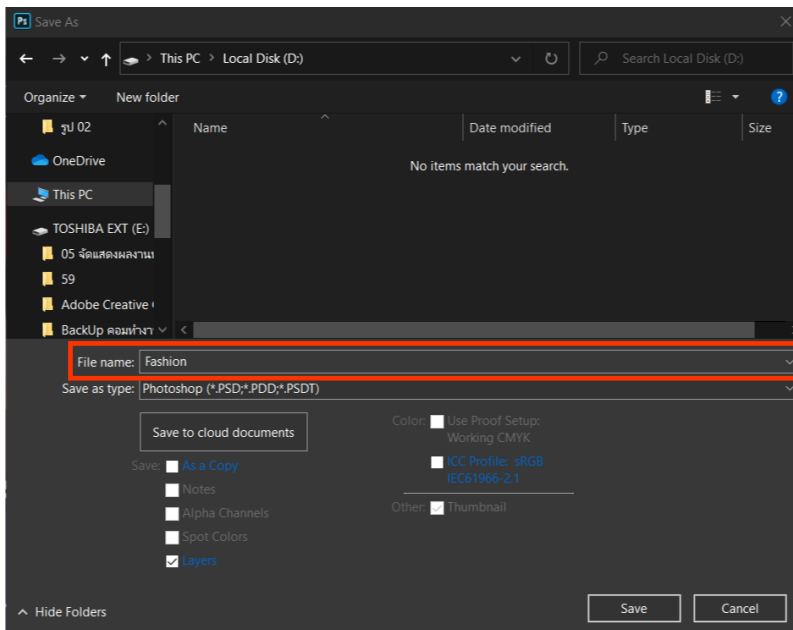 Ps Save As
This PC > Local Disk (D:)
Search Local Disk (D:)
Organize
New folder
รูป 02
OneDrive
This PC
TOSHIBA EXT (E:)
05 จัดแสดงผลงานา
59
Adobe Creative
BackUp คอมทำงา
Name
Date modified
Type
Size
No items match your search.
File name: Fashion
Save as type: Photoshop (*.PSD;*.PDD;*.PSDT)
Save to cloud documents
Save: As a Copy
Notes
Alpha Channels
Spot Colors
Layers
Color: Use Proof Setup:
Working CMYK
ICC Profile: sRGB
IEC61966-2.1
Other: Thumbnail
Hide Folders
Save
Cancel